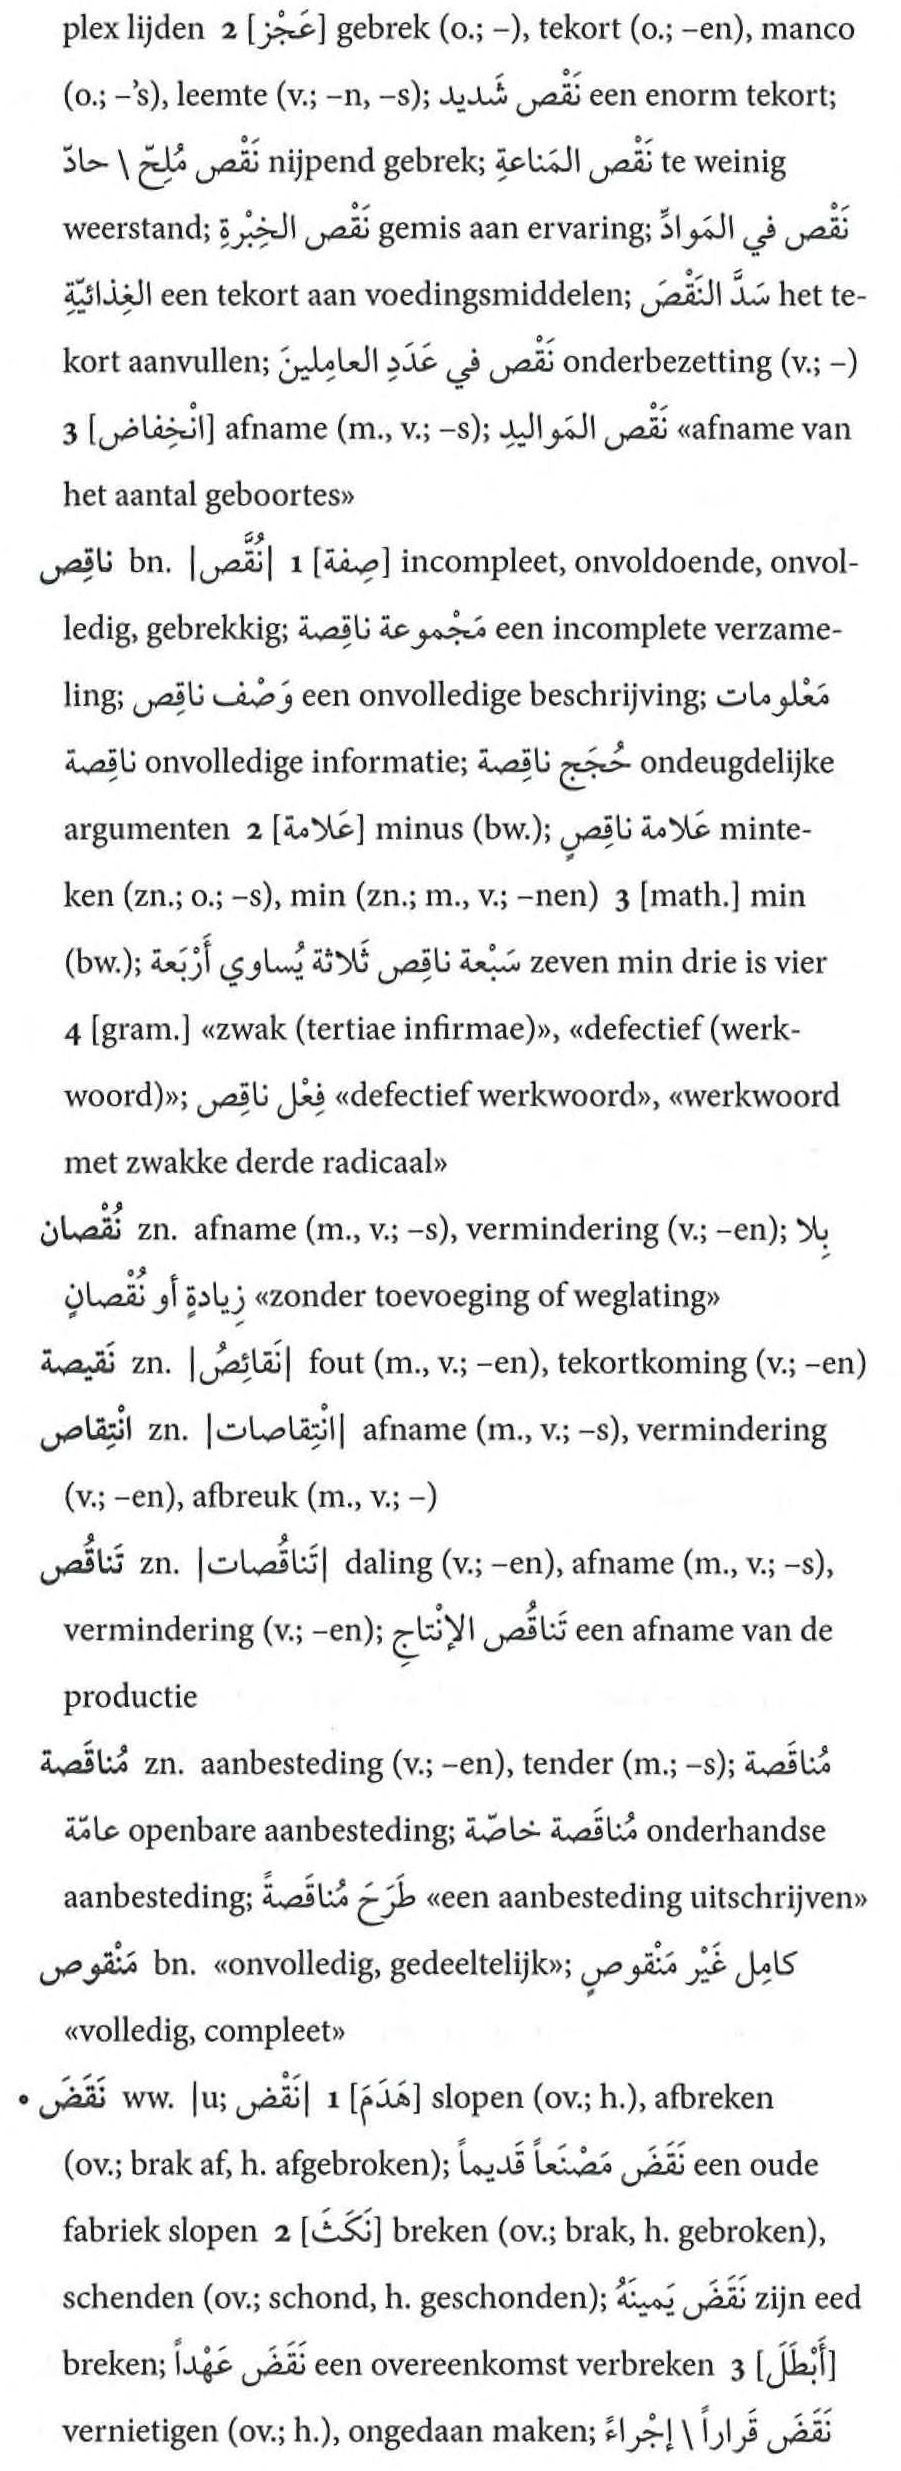 plex lijden 2 [عَجْز] gebrek (o.; –), tekort (o.; –en), manco
(o.; –’s), leemte (v.; –n, –s); نَقْص شَديد een enorm tekort;
نَقْص مُلِحّ \ حادّ nijpend gebrek; نَقْص المَناعةِ te weinig
weerstand; نَقْص الخِبْرةِ gemis aan ervaring; نَقْص في المَوادِّ
الغِذائيّةِ een tekort aan voedingsmiddelen; سَدَّ النَقْصَ het te-
kort aanvullen; نَقْص في عَدَدِ العامِلينَ onderbezetting (v.; –)
3 [انْخِفاض] afname (m., v.; –s); نَقْص المَواليدِ «afname van
het aantal geboortes»
ناقِص bn. |نُقَّص| 1 [صِفة] incompleet, onvoldoende, onvol-
ledig, gebrekkig; مَجْموعة ناقِصة een incomplete verzame-
ling; وَصْف ناقِص een onvolledige beschrijving; مَعْلومات
ناقِصة onvolledige informatie; حُجَج ناقِصة ondeugdelijke
argumenten 2 [عَلامة] minus (bw.); عَلامة ناقِصٍ minte-
ken (zn.; o.; –s), min (zn.; m., v.; –nen) 3 [math.] min
(bw.); سَبْعة ناقِص ثَلاثة يُساوي أَرْبَعة zeven min drie is vier
4 [gram.] «zwak (tertiae infirmae)», «defectief (werk-
woord)»; فِعْل ناقِص «defectief werkwoord», «werkwoord
met zwakke derde radicaal»
نُقْصان zn. afname (m., v.; –s), vermindering (v.; –en); بِلا
زِيادةٍ أو نُقْصانٍ «zonder toevoeging of weglating»
نَقيصة zn. |نَقائِصُ| fout (m., v.; –en), tekortkoming (v.; –en)
انْتِقاص zn. |انْتِقاصات| afname (m., v.; –s), vermindering
(v.; –en), afbreuk (m., v.; –)
تَناقُص zn. |تَناقُصات| daling (v.; –en), afname (m., v.; –s),
vermindering (v.; –en); تَناقُص الإنْتاجِ een afname van de
productie
مُناقَصة zn. aanbesteding (v.; –en), tender (m.; –s); مُناقَصة
عامّة openbare aanbesteding; مُناقَصة خاصّة onderhandse
aanbesteding; طَرَحَ مُناقَصةً «een aanbesteding uitschrijven»
مَنْقوص bn. «onvolledig, gedeeltelijk»; كامِل غَيْر مَنْقوصٍ
«volledig, compleet»
• نَقَضَ ww. |u; نَقْض| 1 [هَدَمَ] slopen (ov.; h.), afbreken
(ov.; brak af, h. afgebroken); نَقَضَ مَصْنَعاً قَديماً een oude
fabriek slopen 2 [نَكَثَ] breken (ov.; brak, h. gebroken),
schenden (ov.; schond, h. geschonden); نَقَضَ يَمينَهُ zijn eed
breken; نَقَضَ عَهْداً een overeenkomst verbreken 3 [أَبْطَلَ]
vernietigen (ov.; h.), ongedaan maken; نَقَضَ قَراراً \ إجْراءً